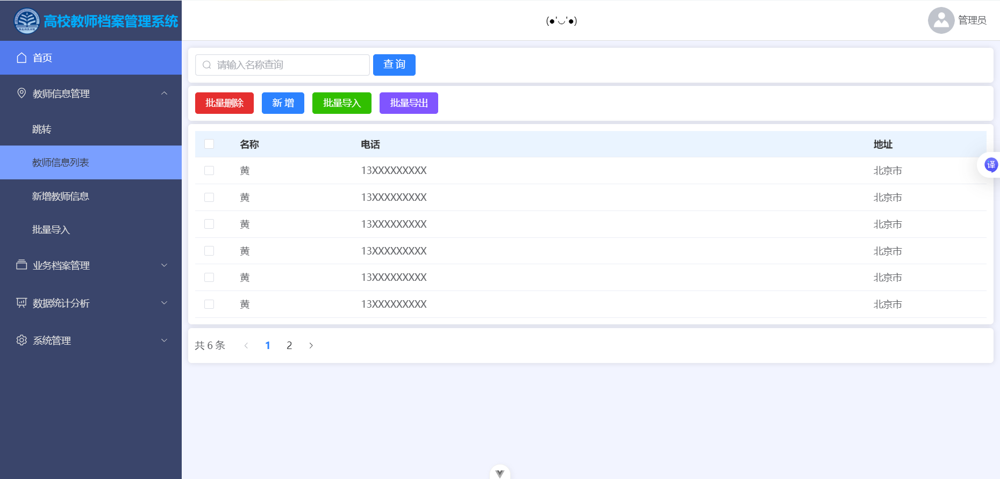 高校教师档案管理系统
(●'◡'●)
管理员
首页
教师信息管理
跳转
教师信息列表
新增教师信息
批量导入
业务档案管理
数据统计分析
系统管理
请输入名称查询
查询
批量删除 新增 批量导入 批量导出
名称 电话 地址
黄 13XXXXXXXXX 北京市
黄 13XXXXXXXXX 北京市
黄 13XXXXXXXXX 北京市
黄 13XXXXXXXXX 北京市
黄 13XXXXXXXXX 北京市
黄 13XXXXXXXXX 北京市
译
共 6 条 1 2